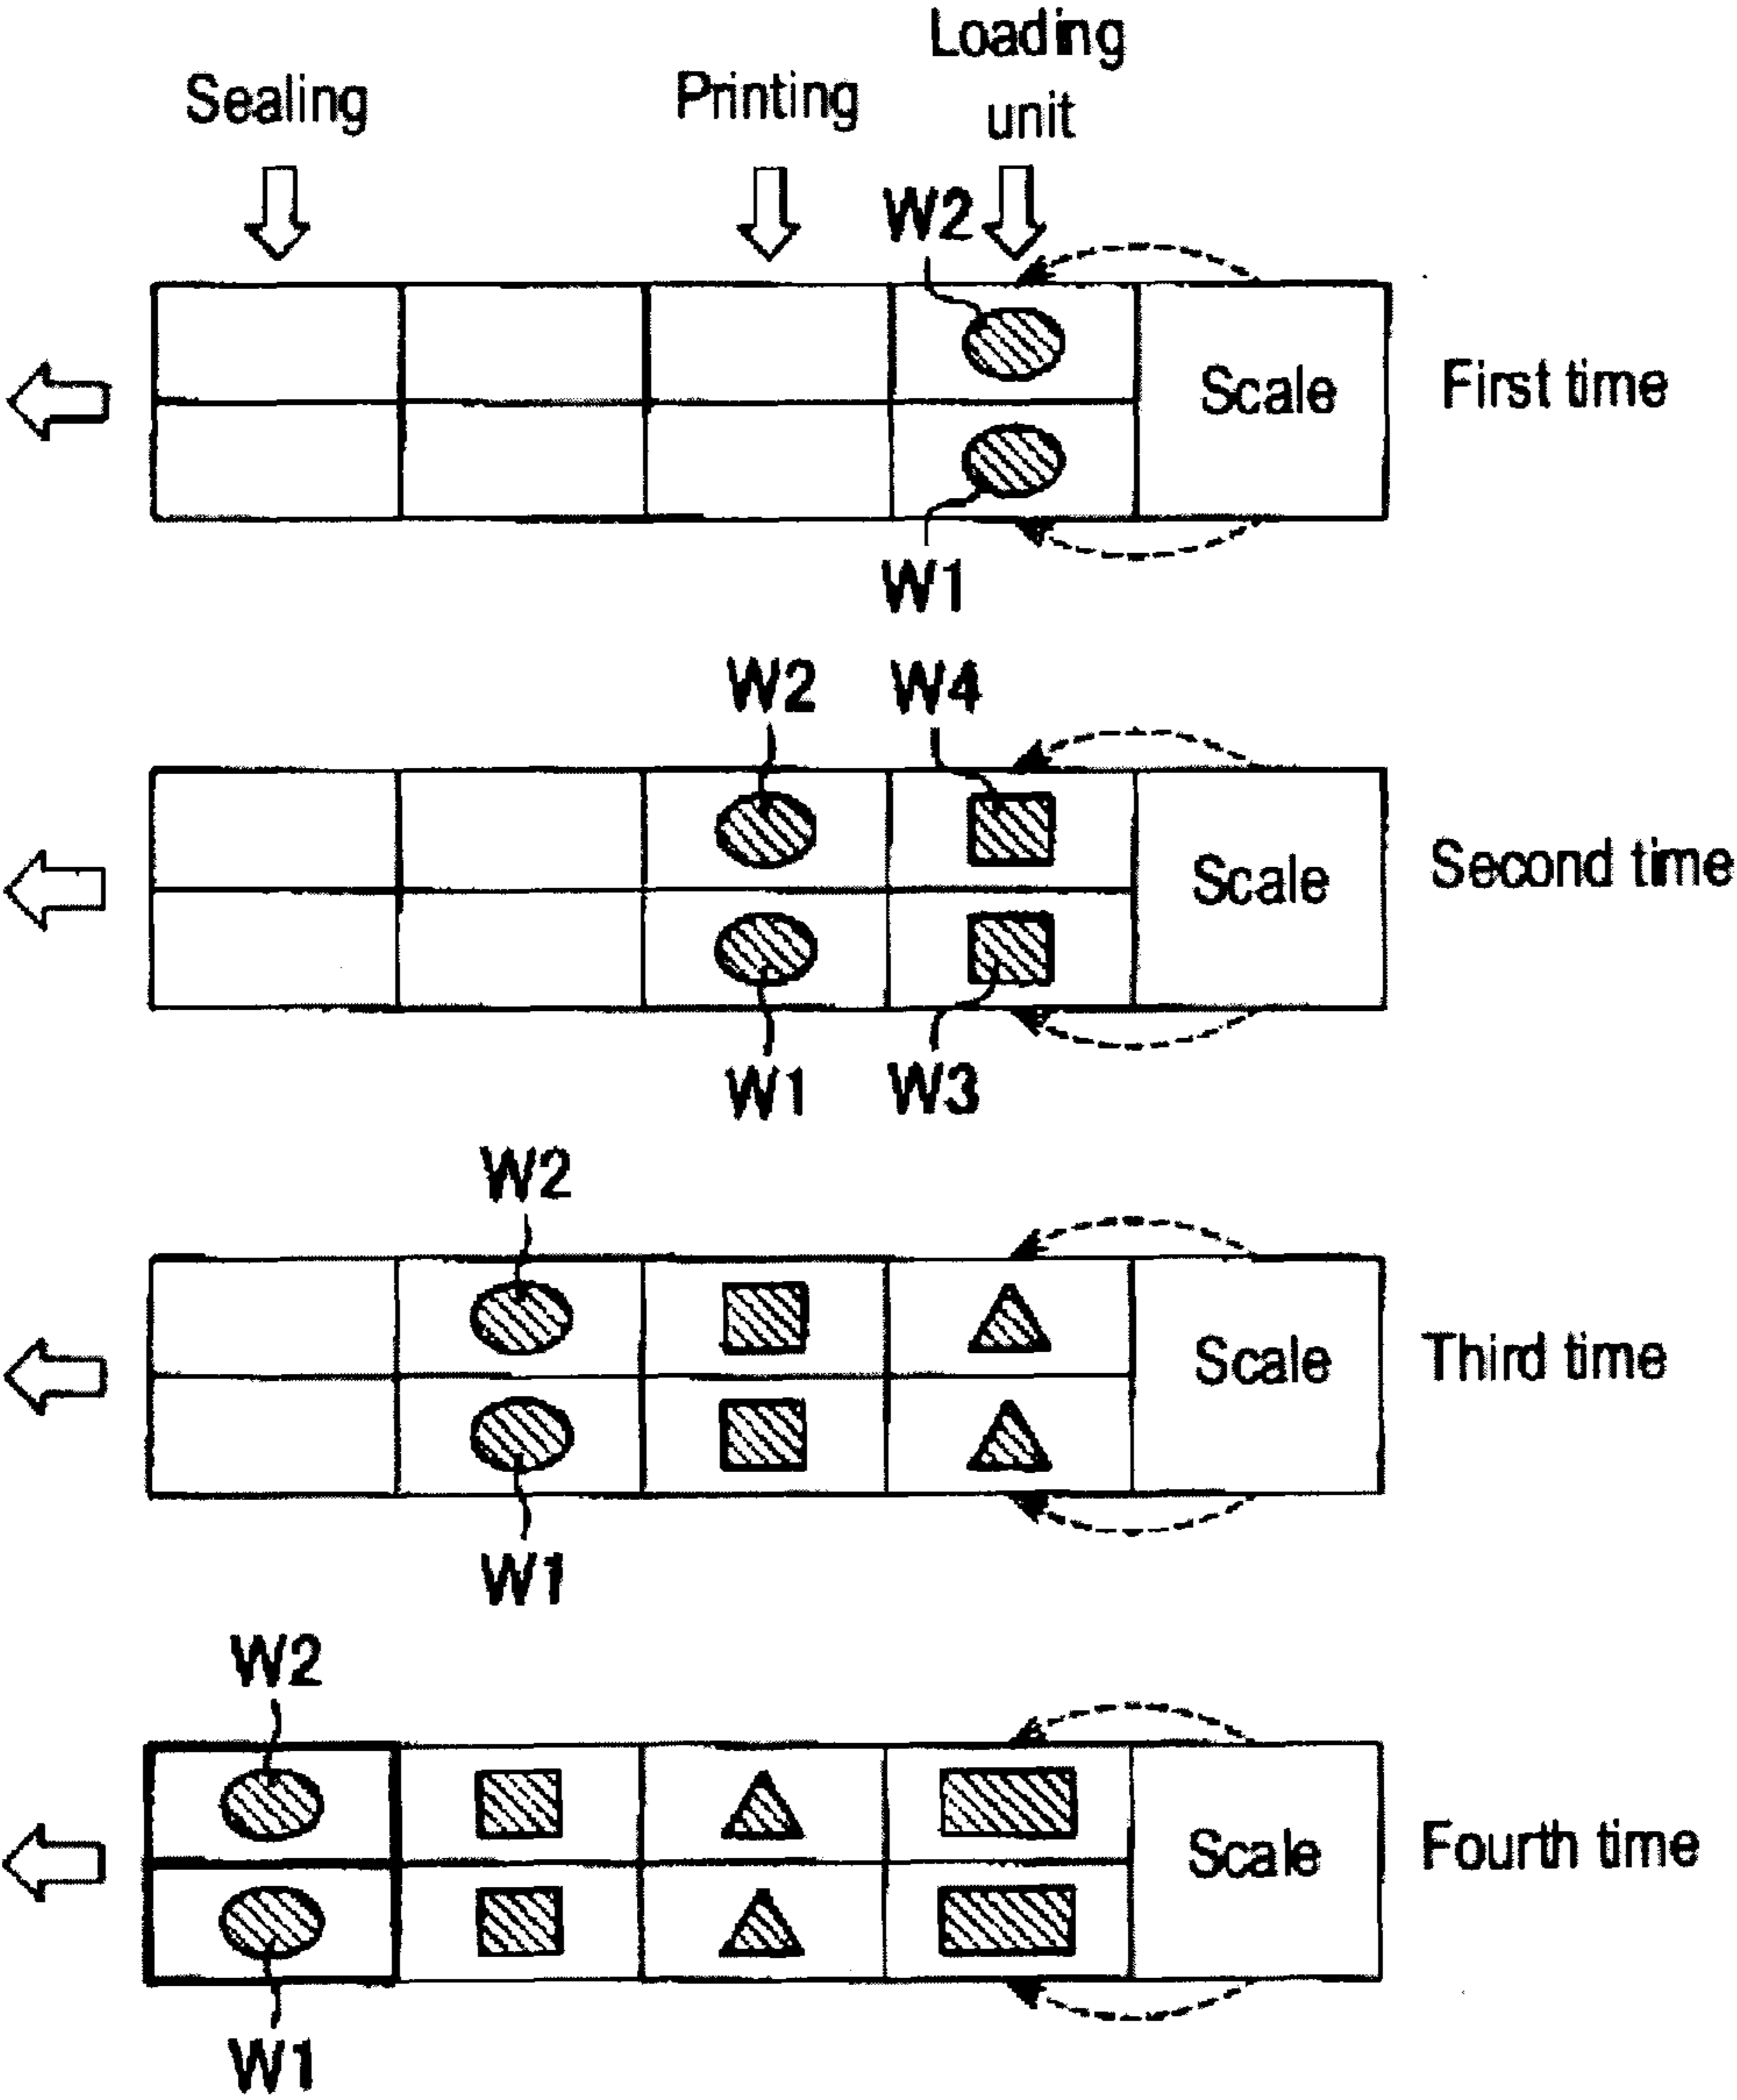 Loading
Sealing Printing unit
W2
Scale First time
W1
W2 W4
Scale Second time
W1 W3
W2
Scale Third time
W1
W2
Scale Fourth time
W1